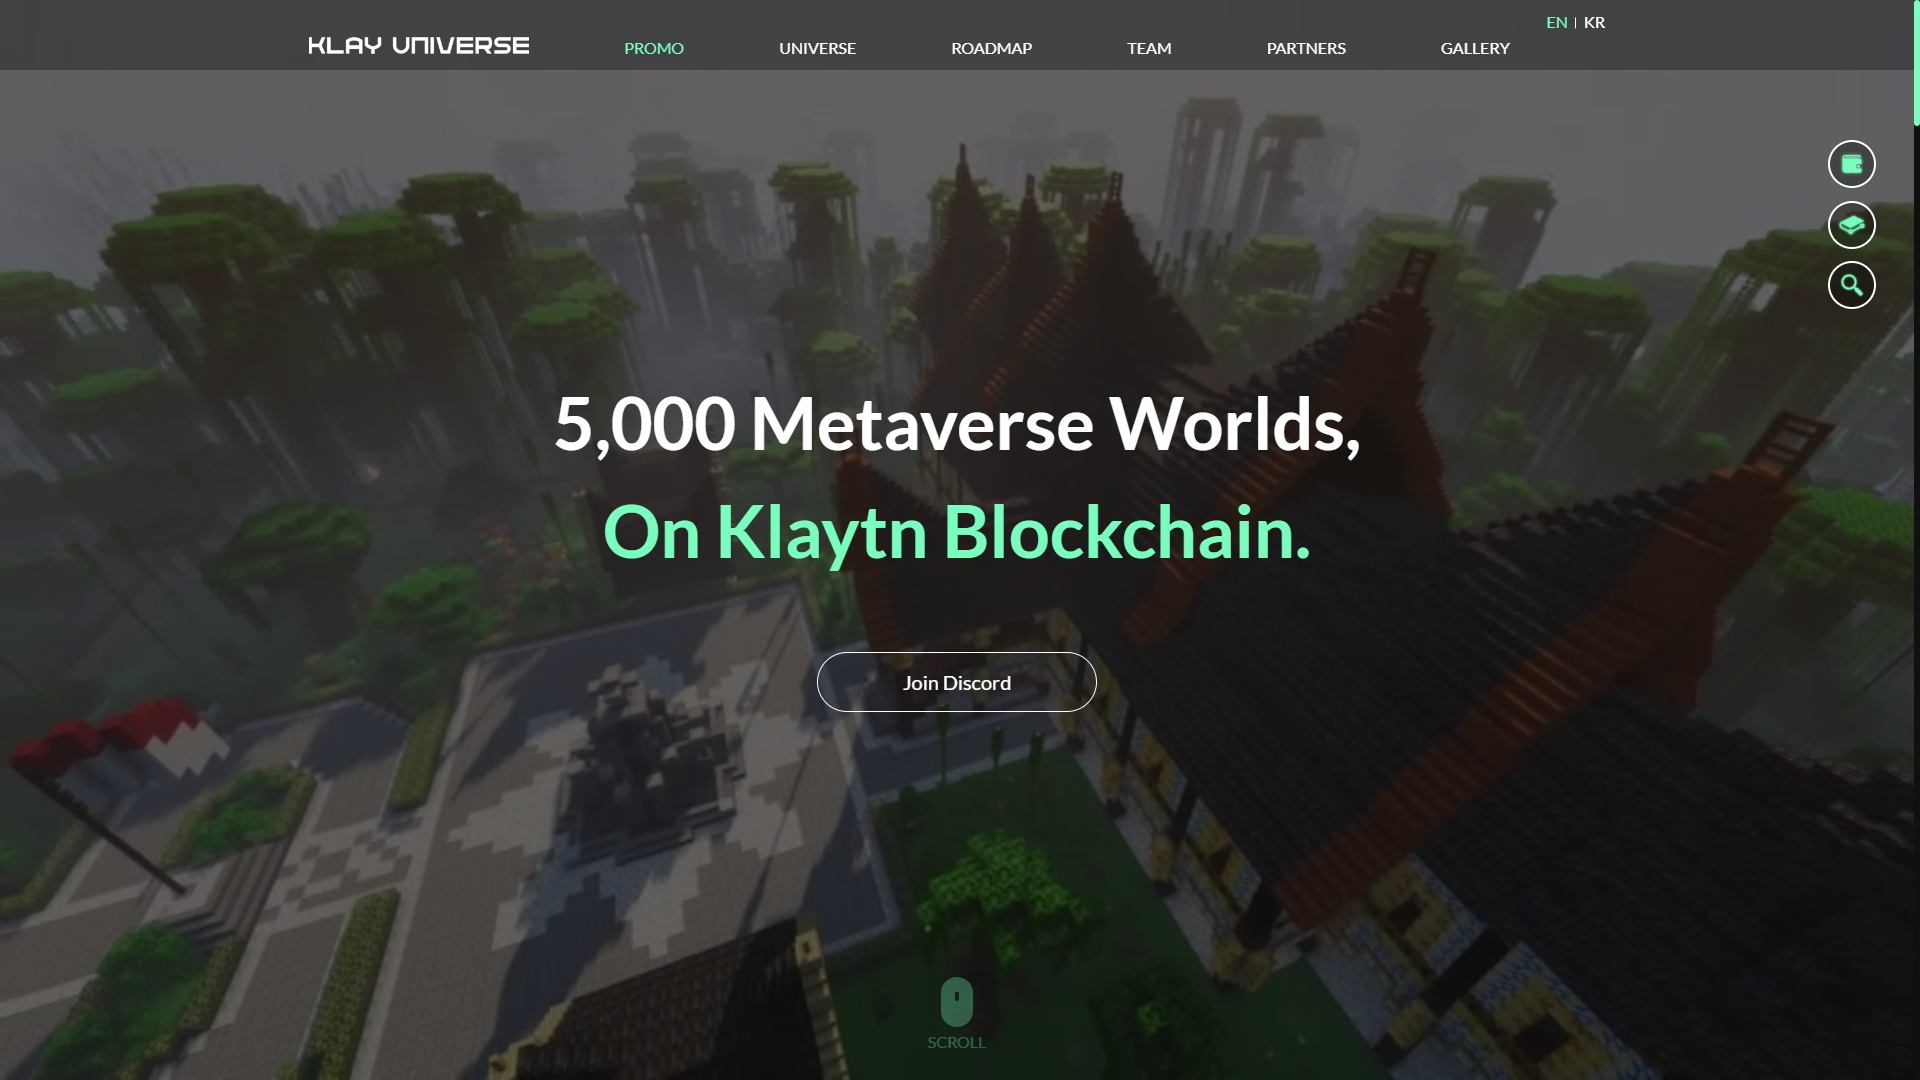 EN | KR
KLAY UNIVERSE
PROMO
UNIVERSE
ROADMAP
TEAM
PARTNERS
GALLERY
5,000 Metaverse Worlds,
On Klaytn Blockchain.
Join Discord
SCROLL